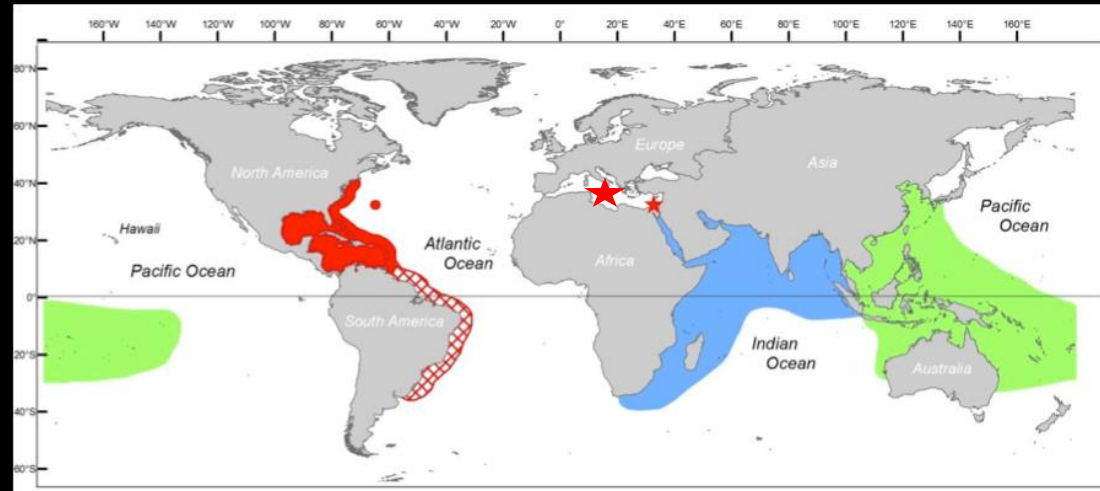 160°W 140°W 120°W 100°W 80°W 60°W 40°W 20°W 0° 20°E 40°E 60°E 80°E 100°E 120°E 140°E 160°E
80°N
60°N
40°N
20°N
0°
20°S
40°S
60°S
North America
Europe
Asia
Hawaii
Pacific Ocean
Atlantic
Ocean
Africa
Pacific
Ocean
South America
Indian
Ocean
Australia